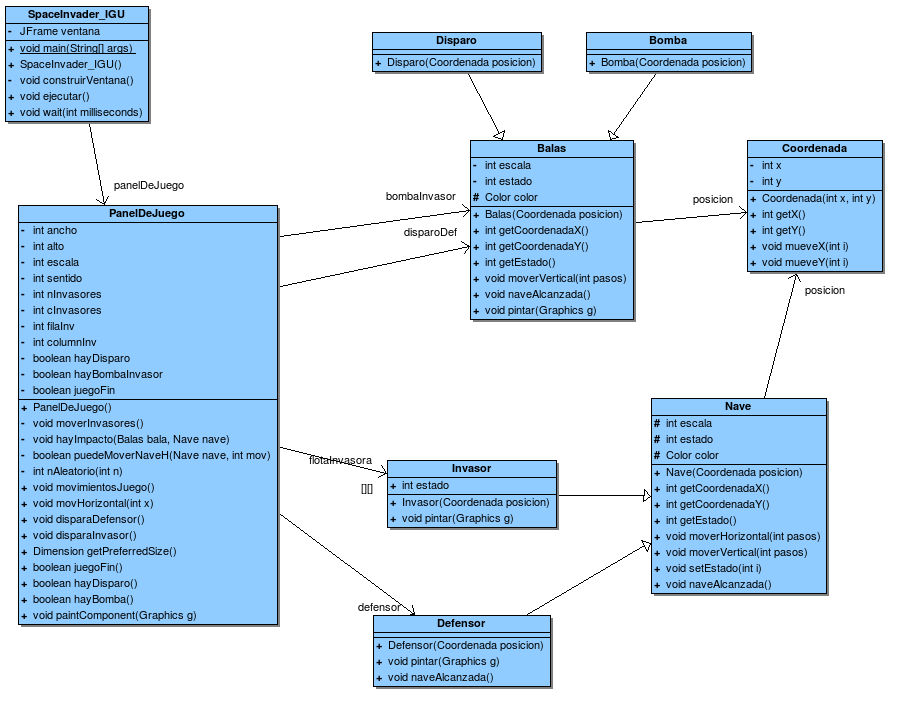 SpaceInvader_IGU
- JFrame ventana
+ void main(String[] args)
+ SpaceInvader_IGU()
- void construirVentana()
+ void ejecutar()
+ void wait(int milliseconds)
panelDeJuego
PanelDeJuego
- int ancho
- int alto
- int escala
- int sentido
- int nInvasores
- int cInvasores
- int filaInv
- int columnInv
- boolean hayDisparo
- boolean hayBombaInvasor
- boolean juegoFin
+ PanelDeJuego()
- void moverInvasores()
- void hayImpacto(Balas bala, Nave nave)
- boolean puedeMoverNaveH(Nave nave, int mov)
- int nAleatorio(int n)
+ void movimientosJuego()
+ void movHorizontal(int x)
+ void disparaDefensor()
+ void disparaInvasor()
+ Dimension getPreferredSize()
+ boolean juegoFin()
+ boolean hayDisparo()
+ boolean hayBomba()
+ void paintComponent(Graphics g)
Disparo
+ Disparo(Coordenada posicion)
Bomba
+ Bomba(Coordenada posicion)
bombaInvasor
disparoDef
Balas
- int escala
- int estado
# Color color
+ Balas(Coordenada posicion)
+ int getCoordenadaX()
+ int getCoordenadaY()
+ int getEstado()
+ void moverVertical(int pasos)
+ void naveAlcanzada()
+ void pintar(Graphics g)
posicion
Coordenada
- int x
- int y
+ Coordenada(int x, int y)
+ int getX()
+ int getY()
+ void mueveX(int i)
+ void mueveY(int i)
posicion
flotaInvasora
[][]
Invasor
+ int estado
+ Invasor(Coordenada posicion)
+ void pintar(Graphics g)
Nave
# int escala
# int estado
# Color color
+ Nave(Coordenada posicion)
+ int getCoordenadaX()
+ int getCoordenadaY()
+ int getEstado()
+ void moverHorizontal(int pasos)
+ void moverVertical(int pasos)
+ void setEstado(int i)
+ void naveAlcanzada()
defensor
Defensor
+ Defensor(Coordenada posicion)
+ void pintar(Graphics g)
+ void naveAlcanzada()